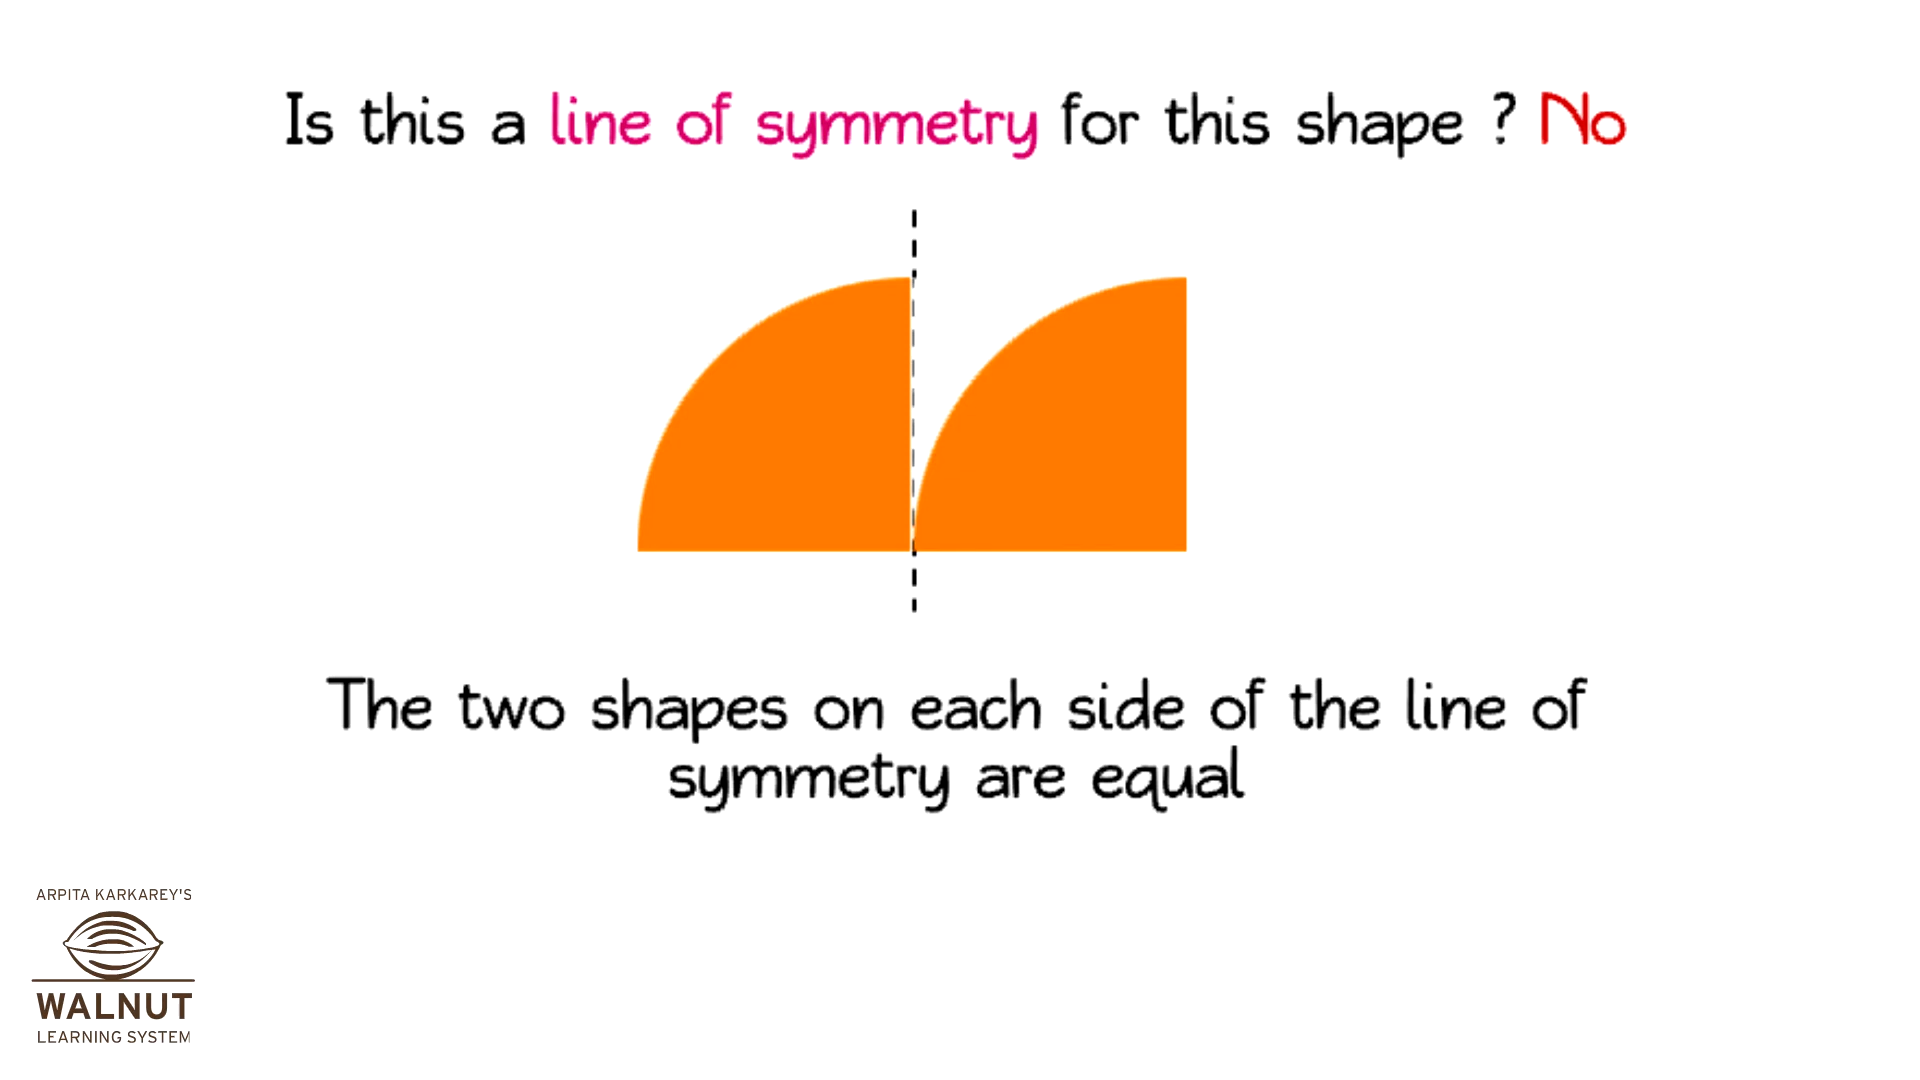 Is this a line of symmetry for this shape ? No
The two shapes on each side of the line of
symmetry are equal
ARPITA KARKAREY'S
WALNUT
LEARNING SYSTEM